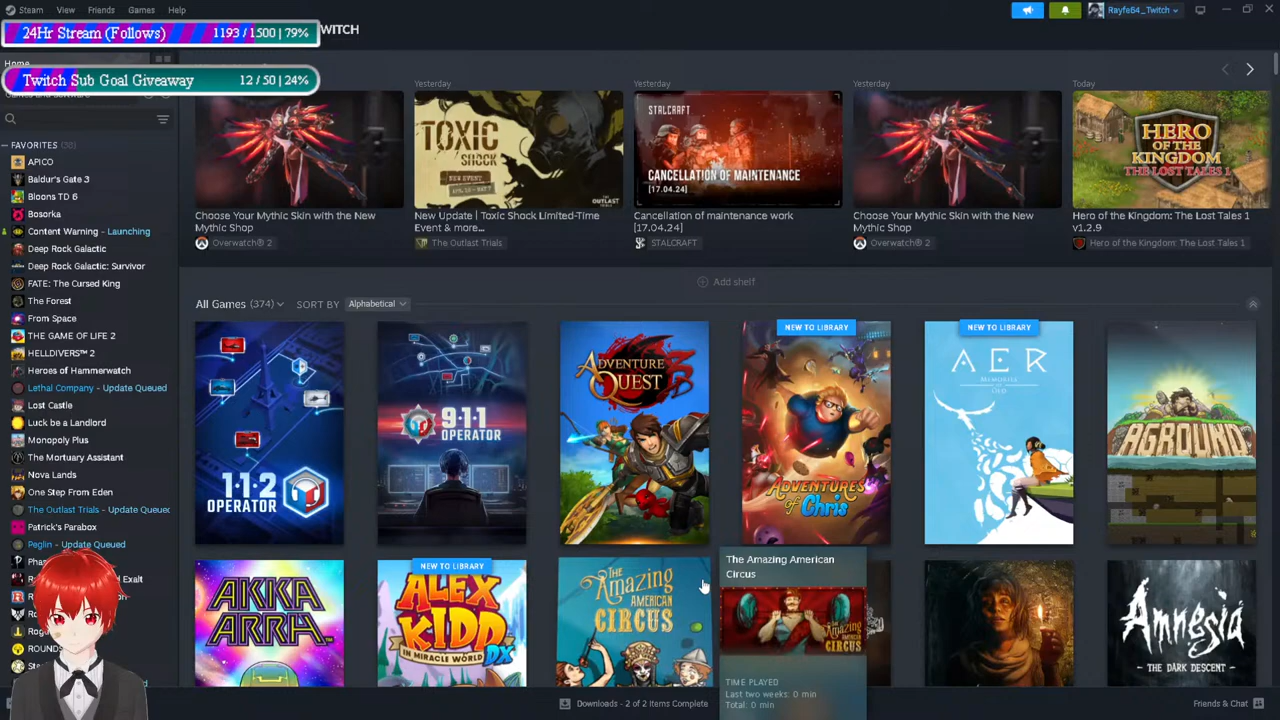 Steam View Friends Games Help
Rayfa64_Twitch
24Hr Stream (Follows) 1193 / 1500 | 79%
WITCH
Home
Twitch Sub Goal Giveaway 12 / 50 | 24%
FAVORITES (38)
APICO
Baldur's Gate 3
Bloons TD 6
Bosorka
Content Warning - Launching
Deep Rock Galactic
Deep Rock Galactic: Survivor
FATE: The Cursed King
The Forest
From Space
THE GAME OF LIFE 2
HELLDIVERS™ 2
Heroes of Hammerwatch
Lethal Company - Update Queued
Lost Castle
Luck be a Landlord
Monopoly Plus
The Mortuary Assistant
Nova Lands
One Step From Eden
The Outlast Trials - Update Queued
Patrick's Parabox
Peglin - Update Queued
Yesterday
Yesterday
Yesterday
Today
TOXIC
SHOCK
NEW EVENT
THE OUTLAST TRIALS
STALCRAFT
CANCELLATION OF MAINTENANCE
[17.04.24]
HERO
OF THE
KINGDOM
THE LOST TALES 1
Choose Your Mythic Skin with the New
Mythic Shop
Overwatch® 2
New Update | Toxic Shock Limited-Time
Event & more...
The Outlast Trials
Cancellation of maintenance work
[17.04.24]
STALCRAFT
Choose Your Mythic Skin with the New
Mythic Shop
Overwatch® 2
Hero of the Kingdom: The Lost Tales 1
v1.2.9
Hero of the Kingdom: The Lost Tales 1
Add shelf
All Games (374) SORT BY Alphabetical
1·1·2
OPERATOR
9·1·1
OPERATOR
ADVENTURE
QUEST
NEW TO LIBRARY
ADVENTURES
of Chris
NEW TO LIBRARY
AER
MEMORIES
OF OLD
AGROUND
AKKA
ARRH
NEW TO LIBRARY
ALEX
KIDD
IN MIRACLE WORLD DX
THE
AMAZING
AMERICAN
CIRCUS
The Amazing American
Circus
TIME PLAYED
Last two weeks: 0 min
Total: 0 min
Amnesia
- THE DARK DESCENT -
Downloads - 2 of 2 Items Complete
Friends & Chat